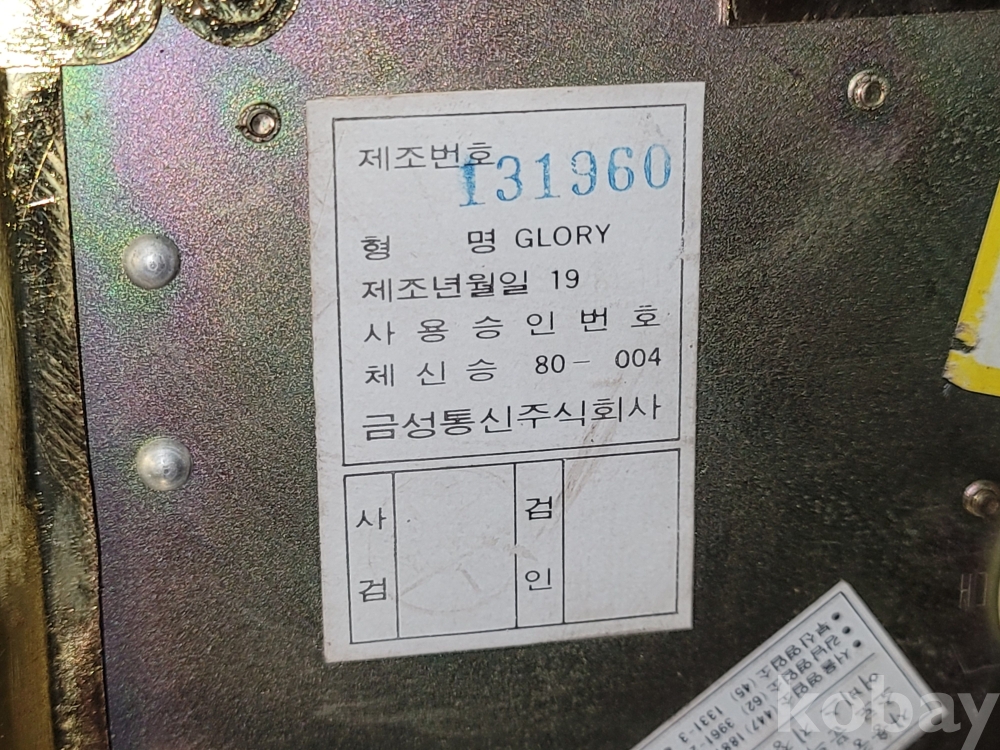 제조번호 131960
형 명 GLORY
제조년월일 19
사용승인번호
체신승 80- 004
금성통신주식회사
사검
검인
kobay